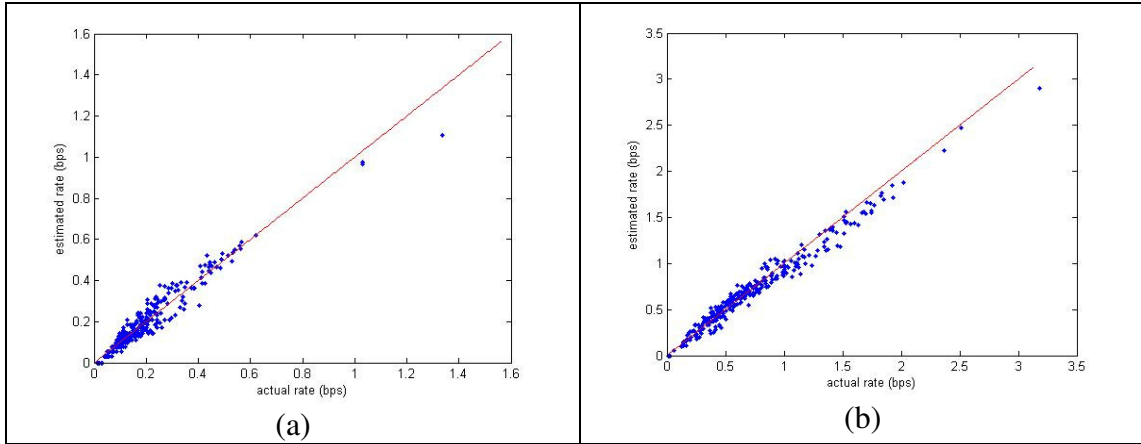 1.6
1.4
1.2
1
0.8
0.6
0.4
0.2
0
estimated rate (bps)
0 0.2 0.4 0.6 0.8 1 1.2 1.4 1.6
actual rate (bps)
(a)
3.5
3
2.5
2
1.5
1
0.5
0
estimated rate (bps)
0 0.5 1 1.5 2 2.5 3 3.5
actual rate (bps)
(b)